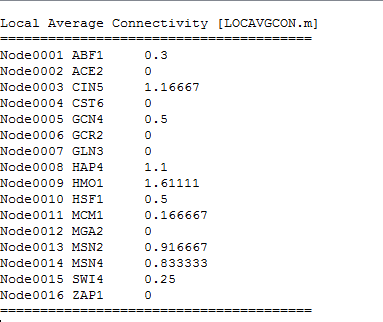 Local Average Connectivity [LOCAVGCON.m]
=======================================
Node0001 ABF1 0.3
Node0002 ACE2 0
Node0003 CIN5 1.16667
Node0004 CST6 0
Node0005 GCN4 0.5
Node0006 GCR2 0
Node0007 GLN3 0
Node0008 HAP4 1.1
Node0009 HMO1 1.61111
Node0010 HSF1 0.5
Node0011 MCM1 0.166667
Node0012 MGA2 0
Node0013 MSN2 0.916667
Node0014 MSN4 0.833333
Node0015 SWI4 0.25
Node0016 ZAP1 0
=======================================